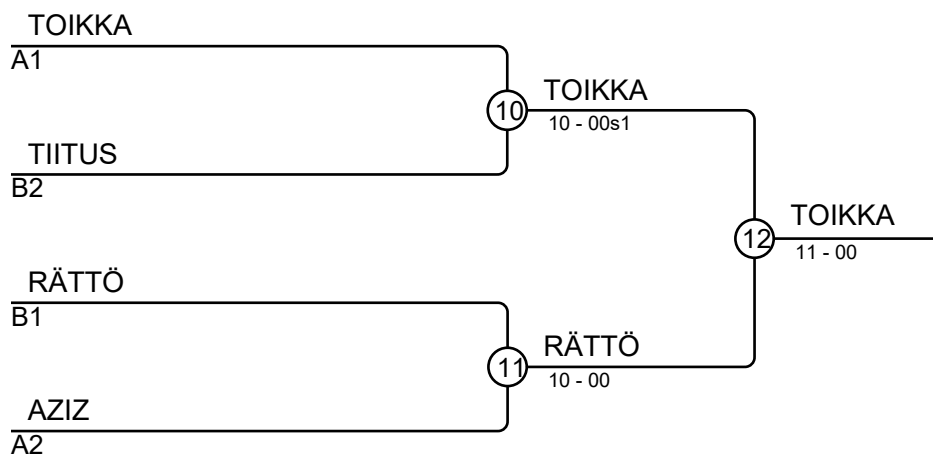 TOIKKA
A1
10
TOIKKA
10 - 00s1
TIITUS
B2
12
TOIKKA
11 - 00
RÄTTÖ
B1
11
RÄTTÖ
10 - 00
AZIZ
A2